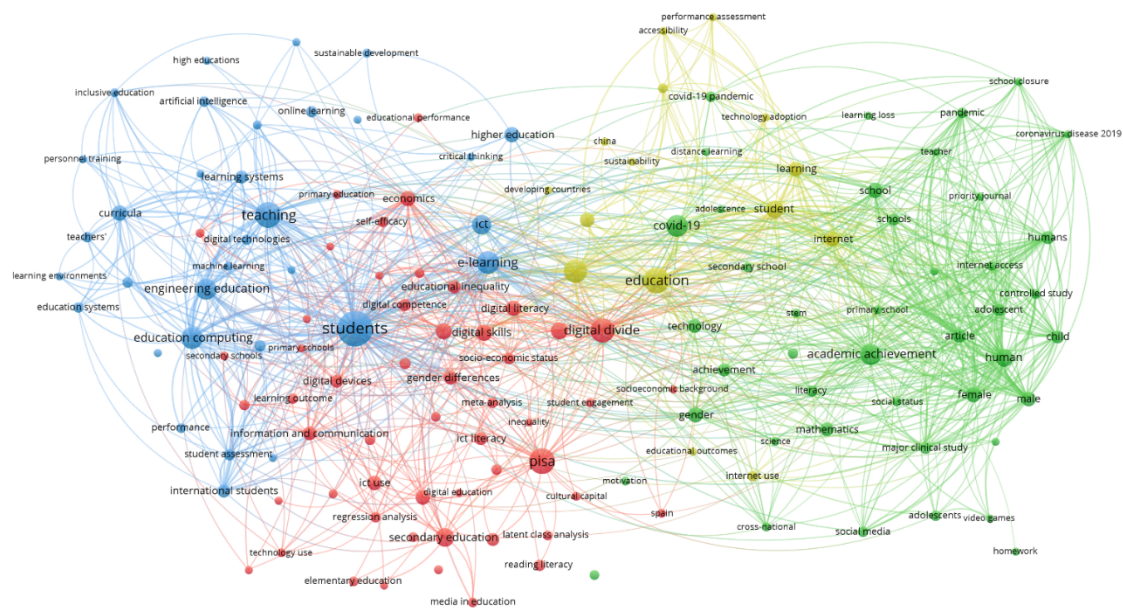 performance assessment
accessibility
sustainable development
high educations
school closure
inclusive education
artificial intelligence
covid-19 pandemic
online learning
educational performance
technology adoption
learning loss
pandemic
higher education
coronavirus disease 2019
china
distance learning
teacher
personnel training
critical thinking
sustainability
learning
learning systems
primary education
developing countries
school
priority journal
economics
curricula
teaching
self-efficacy
adolescence
student
ict
covid-19
schools
teachers'
digital technologies
internet
humans
e-learning
machine learning
secondary school
internet access
learning environments
engineering education
educational inequality
education
controlled study
education systems
digital competence
digital literacy
adolescent
primary school
stem
students
digital skills
digital divide
technology
education computing
article
child
primary schools
secondary schools
socio-economic status
academic achievement
human
achievement
digital devices
gender differences
socioeconomic background
literacy
learning outcome
meta-analysis
student engagement
social status
female
male
gender
performance
information and communication
inequality
mathematics
ict literacy
science
student assessment
educational outcomes
major clinical study
pisa
international students
ict use
digital education
motivation
internet use
cultural capital
regression analysis
spain
adolescents
video games
cross-national
social media
secondary education
latent class analysis
technology use
homework
reading literacy
elementary education
media in education